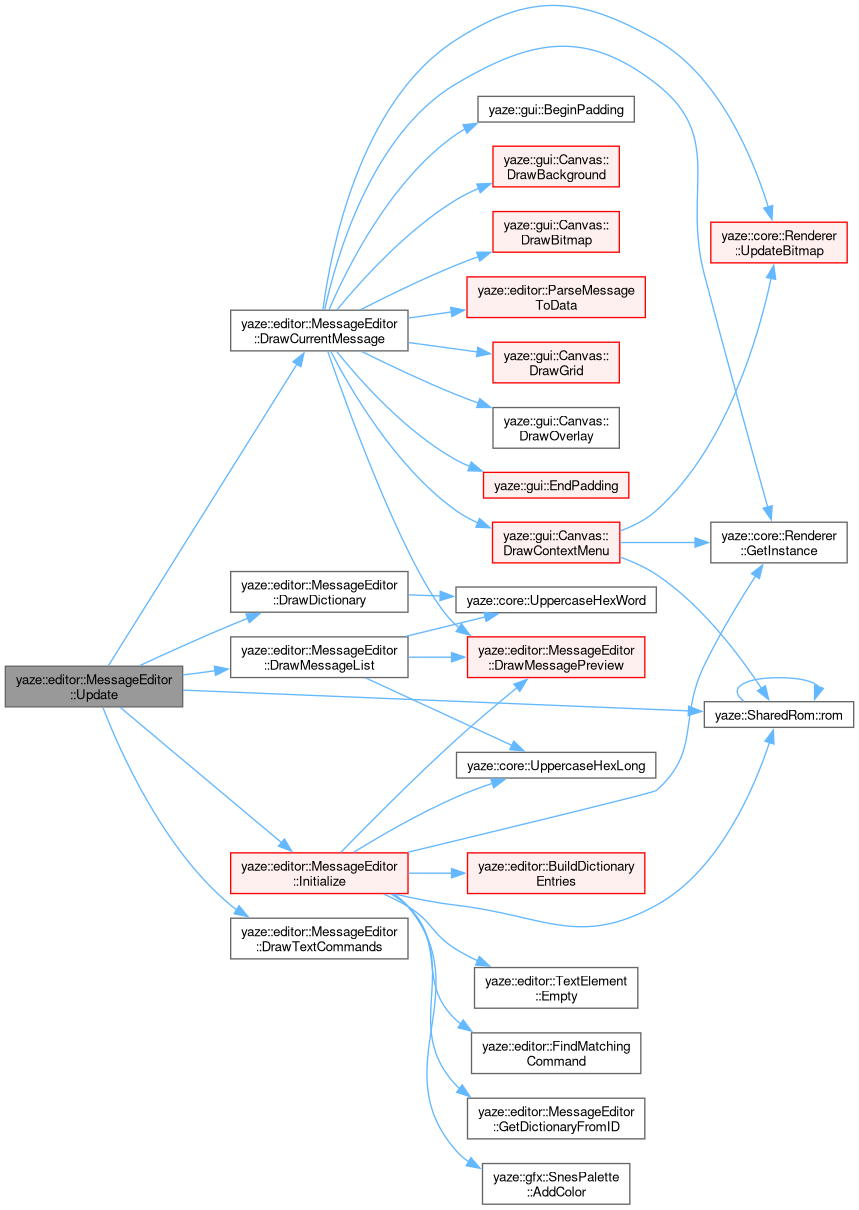 yaze::gui::BeginPadding
yaze::gui::Canvas::
DrawBackground
yaze::gui::Canvas::
DrawBitmap
yaze::core::Renderer
::UpdateBitmap
yaze::editor::ParseMessage
ToData
yaze::editor::MessageEditor
::DrawCurrentMessage
yaze::gui::Canvas::
DrawGrid
yaze::gui::Canvas::
DrawOverlay
yaze::gui::EndPadding
yaze::gui::Canvas::
DrawContextMenu
yaze::core::Renderer
::GetInstance
yaze::editor::MessageEditor
::DrawDictionary
yaze::core::UppercaseHexWord
yaze::editor::MessageEditor
::DrawMessageList
yaze::editor::MessageEditor
::DrawMessagePreview
yaze::editor::MessageEditor
::Update
yaze::SharedRom::rom
yaze::core::UppercaseHexLong
yaze::editor::MessageEditor
::Initialize
yaze::editor::BuildDictionary
Entries
yaze::editor::MessageEditor
::DrawTextCommands
yaze::editor::TextElement
::Empty
yaze::editor::FindMatching
Command
yaze::editor::MessageEditor
::GetDictionaryFromID
yaze::gfx::SnesPalette
::AddColor